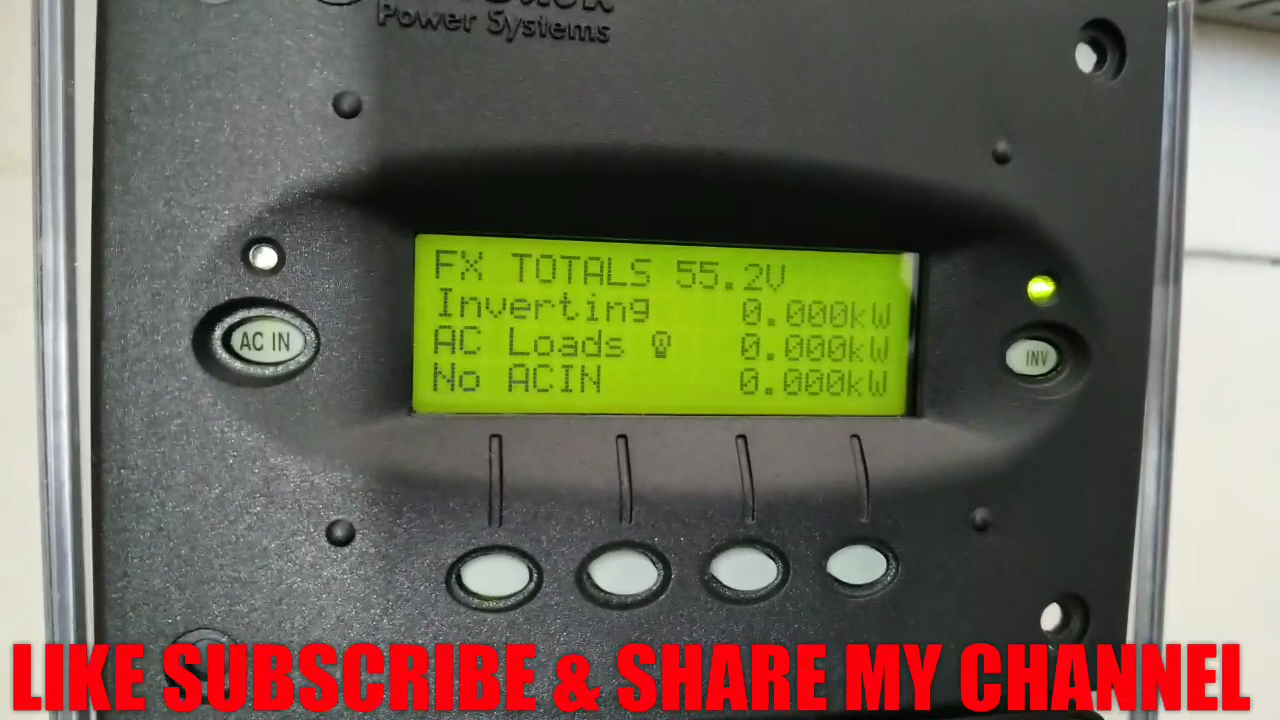 Power Systems
FX TOTALS 55.2V
Inverting 0.000kW
AC Loads 0.000kW
No ACIN 0.000kW
AC IN
INV
LIKE SUBSCRIBE & SHARE MY CHANNEL